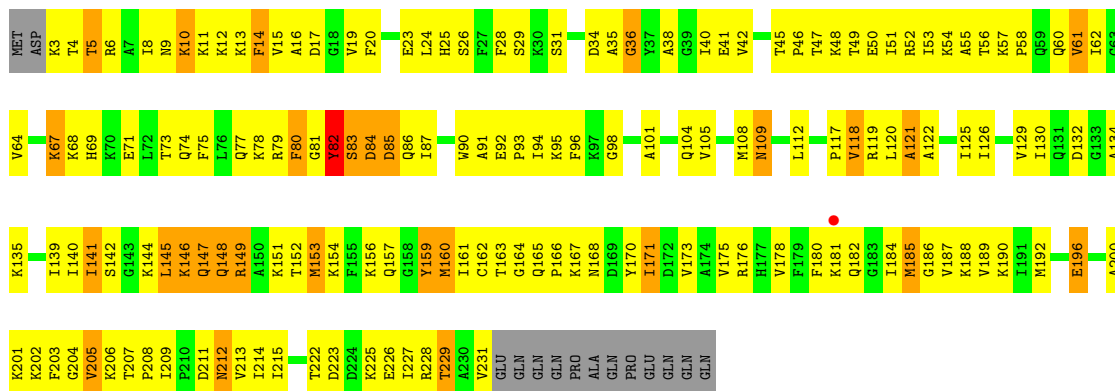 MET ASP K3 T4 T5 R6 A7 I8 N9 K10 K11 K12 K13 F14 V15 A16 D17 G18 V19 F20 E23 L24 H25 S26 F27 F28 S29 K30 S31 D34 A35 G36 Y37 A38 G39 I40 E41 V42 T45 P46 T47 K48 T49 E50 I51 R52 I53 K54 A55 T56 K57 P58 Q59 Q60 V61 I62 G63
V64 K67 K68 H69 K70 E71 L72 T73 Q74 F75 L76 Q77 K78 R79 F80 G81 Y82 S83 D84 D85 Q86 I87 W90 A91 E92 P93 I94 K95 F96 K97 G98 A101 Q104 V105 M108 N109 L112 P117 V118 R119 L120 A121 A122 I125 I126 V129 I130 Q131 D132 G133 A134
K135 I139 I140 I141 S142 G143 K144 L145 K146 Q147 Q148 R149 A150 K151 T152 M153 K154 F155 K156 Q157 G158 Y159 M160 I161 C162 T163 G164 Q165 P166 K167 N168 D169 Y170 I171 D172 V173 A174 V175 R176 H177 F179 F180 K181 Q182 G183 I184 M185 G186 V187 K188 V189 K190 I191 M192 E196 A200
K201 K202 F203 G204 V205 K206 T207 P208 I209 P210 D211 N212 V213 I214 I215 T222 D223 D224 K225 E226 I227 R228 T229 A230 V231 GLU GLN GLN GLN PRO ALA GLN PRO GLU GLN GLN GLN GLN